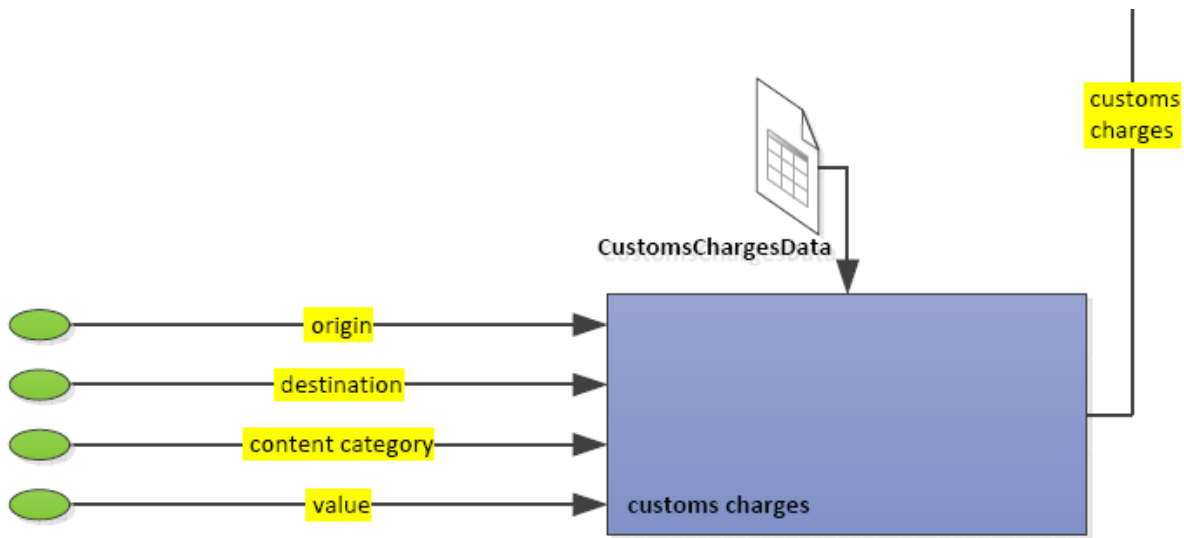 customs
charges
CustomsChargesData
origin
destination
content category
value
customs charges